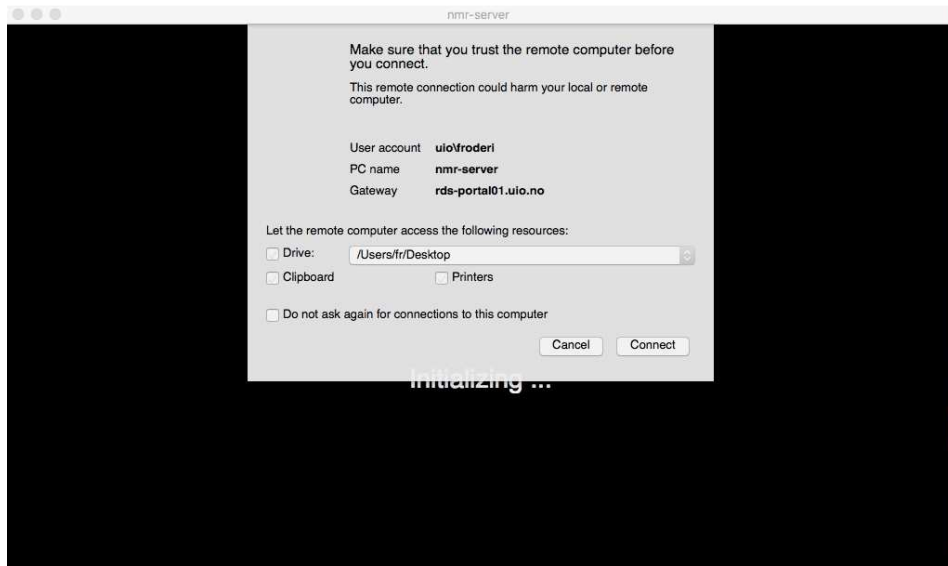 nmr-server
Make sure that you trust the remote computer before
you connect.
This remote connection could harm your local or remote
computer.
User account uio\froderi
PC name nmr-server
Gateway rds-portal01.uio.no
Let the remote computer access the following resources:
Drive: /Users/fr/Desktop
Clipboard Printers
Do not ask again for connections to this computer
Cancel Connect
Initializing ...